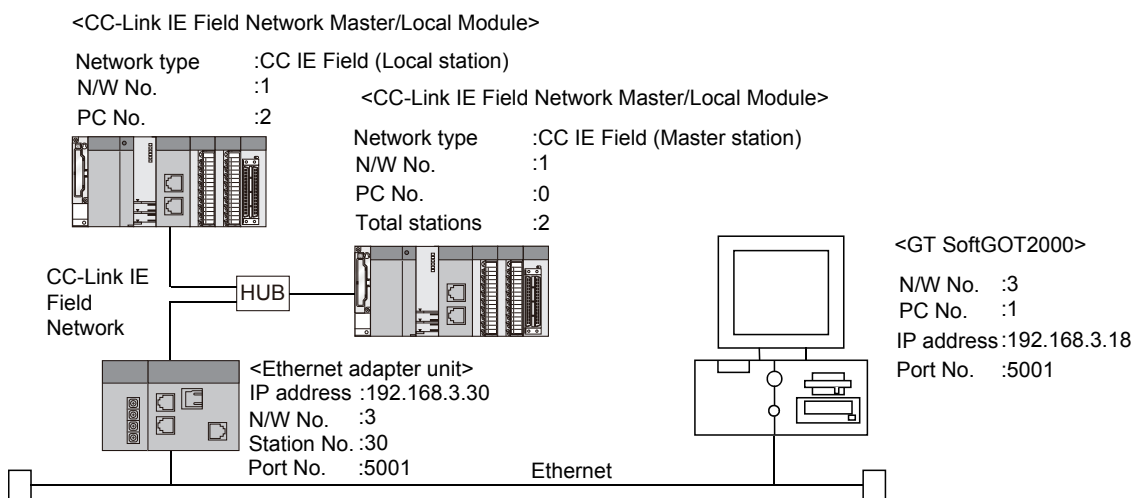 <CC-Link IE Field Network Master/Local Module>
Network type :CC IE Field (Local station)
N/W No. :1
PC No. :2
<CC-Link IE Field Network Master/Local Module>
Network type :CC IE Field (Master station)
N/W No. :1
PC No. :0
Total stations :2
CC-Link IE
Field
Network
HUB
<GT SoftGOT2000>
N/W No. :3
PC No. :1
IP address :192.168.3.18
Port No. :5001
<Ethernet adapter unit>
IP address :192.168.3.30
N/W No. :3
Station No. :30
Port No. :5001
Ethernet